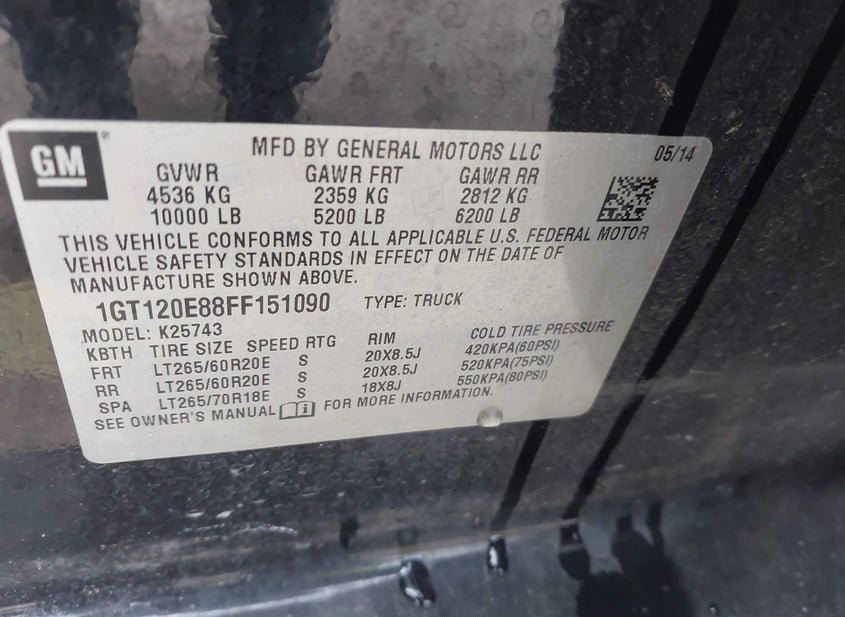 GM
MFD BY GENERAL MOTORS LLC 05/14
GVWR GAWR FRT GAWR RR
4536 KG 2359 KG 2812 KG
10000 LB 5200 LB 6200 LB
THIS VEHICLE CONFORMS TO ALL APPLICABLE U.S. FEDERAL MOTOR
VEHICLE SAFETY STANDARDS IN EFFECT ON THE DATE OF
MANUFACTURE SHOWN ABOVE.
1GT120E88FF151090 TYPE: TRUCK
MODEL: K25743
KBTH TIRE SIZE SPEED RTG RIM COLD TIRE PRESSURE
FRT LT265/60R20E S 20X8.5J 420KPA(60PSI)
RR LT265/60R20E S 20X8.5J 520KPA(75PSI)
SPA LT265/70R18E S 18X8J 550KPA(80PSI)
SEE OWNER'S MANUAL FOR MORE INFORMATION.